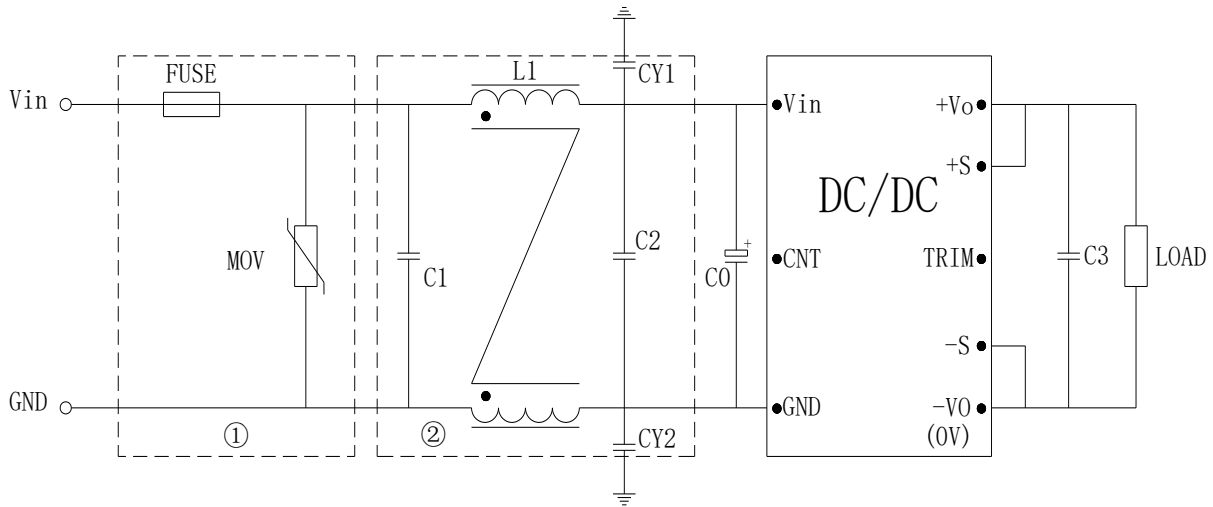 CY1
FUSE
L1
Vin
Vin
+Vo
+S
DC/DC
MOV
C1
C2
+
C0
CNT
TRIM
C3
LOAD
-S
GND
GND
-VO
(0V)
①
②
CY2